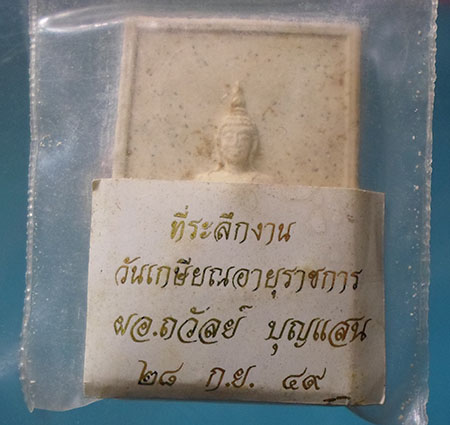 ที่ระลึกงาน
วันเกษียณอายุราชการ
ผอ.ถวัลย์ บุญแสน
๒๘ ก.ย. ๔๙